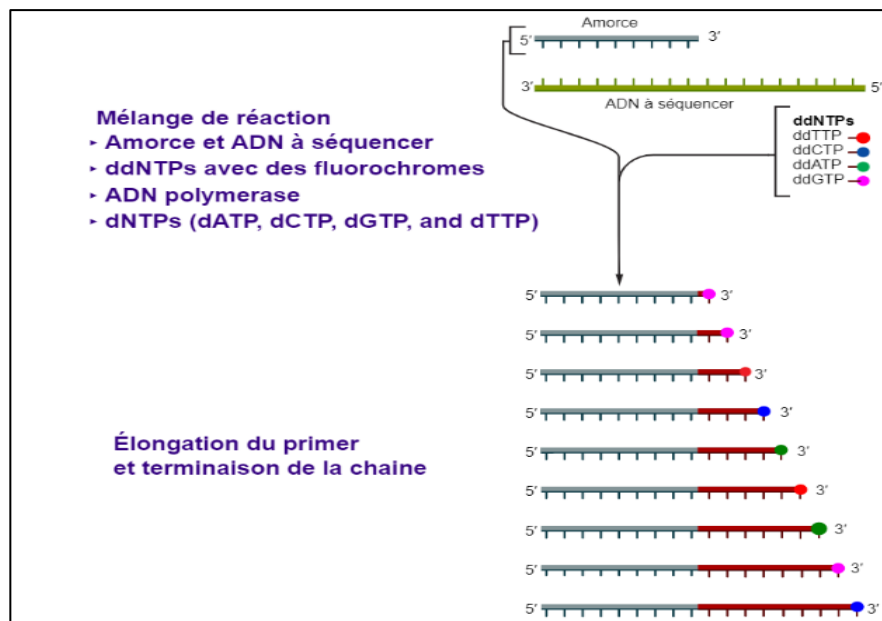 Amorce
5′ 3′
3′ 5′
ADN à séquencer
Mélange de réaction
▸ Amorce et ADN à séquencer
▸ ddNTPs avec des fluorochromes
▸ ADN polymerase
▸ dNTPs (dATP, dCTP, dGTP, and dTTP)
ddNTPs
ddTTP
ddCTP
ddATP
ddGTP
5′ 3′
5′ 3′
5′ 3′
5′ 3′
Élongation du primer
et terminaison de la chaine
5′ 3′
5′ 3′
5′ 3′
5′ 3′
5′ 3′